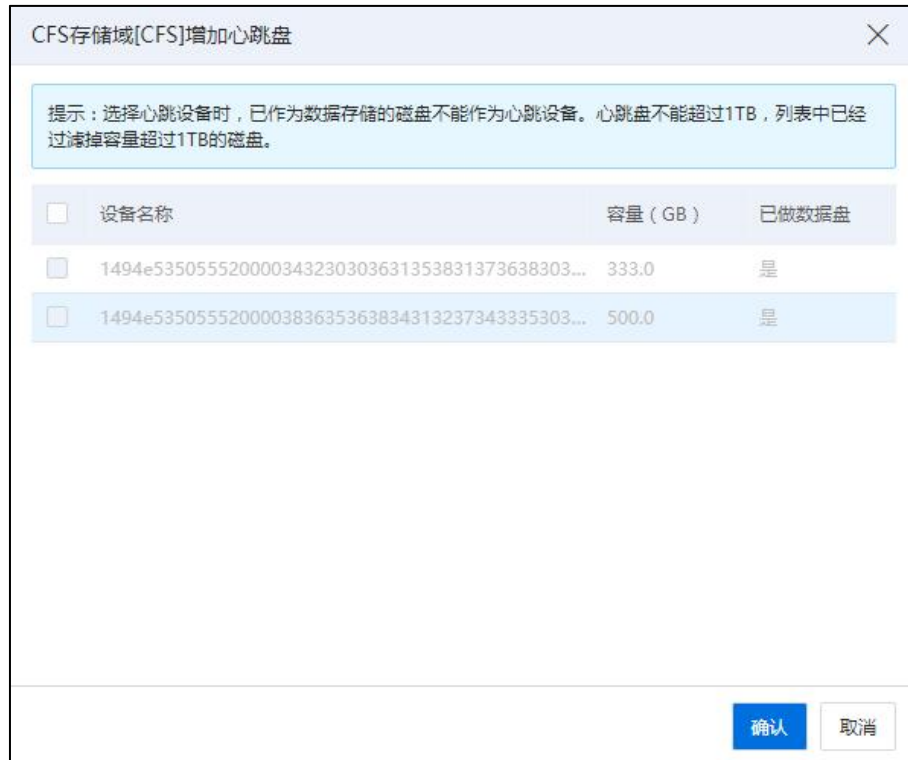 CFS存储域[CFS]增加心跳盘
提示：选择心跳设备时，已作为数据存储的磁盘不能作为心跳设备。心跳盘不能超过1TB，列表中已经
过滤掉容量超过1TB的磁盘。
设备名称 容量（GB） 已做数据盘
1494e535055520000343230303631353831373638303... 333.0 是
1494e535055520000383635363834313237343335303... 500.0 是
确认 取消